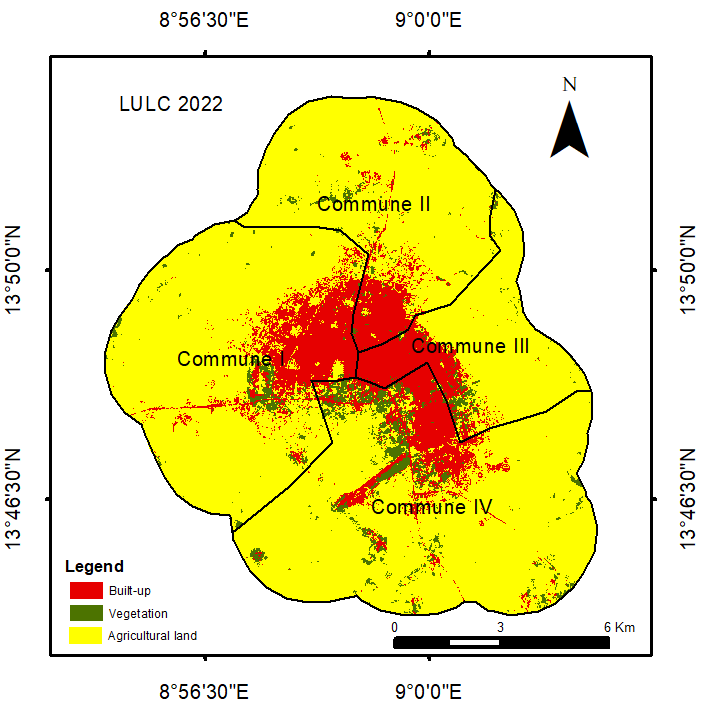 8°56'30"E 9°0'0"E
N
LULC 2022
Commune II
13°50'0"N 13°50'0"N
Commune III
Commune I
13°46'30"N 13°46'30"N
Commune IV
Legend
Built-up
Vegetation
Agricultural land
0 3 6 Km
8°56'30"E 9°0'0"E